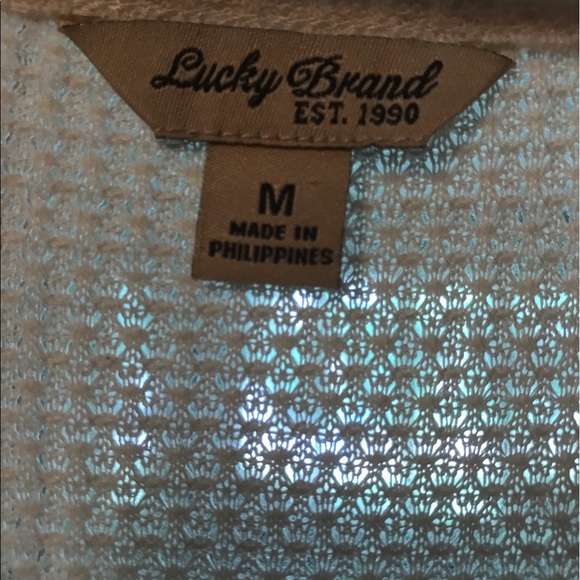 Lucky Brand
EST. 1990
M
MADE IN
PHILIPPINES